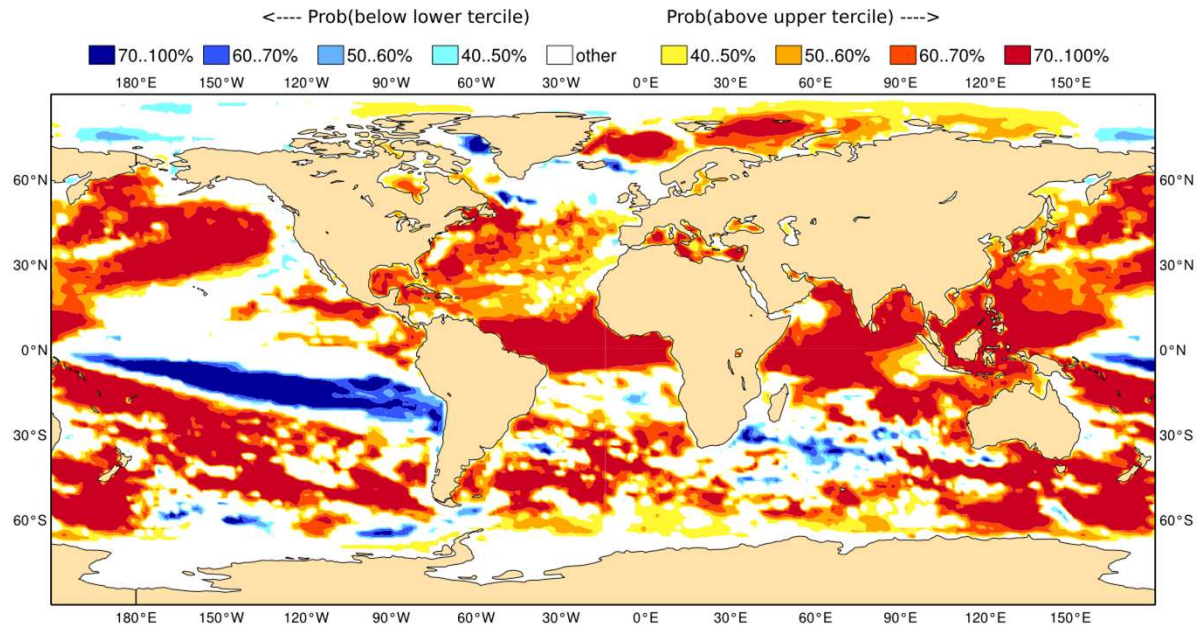 <---- Prob(below lower tercile) Prob(above upper tercile) ---->
70..100% 60..70% 50..60% 40..50% other 40..50% 50..60% 60..70% 70..100%
180°E 150°W 120°W 90°W 60°W 30°W 0°E 30°E 60°E 90°E 120°E 150°E
60°N 60°N
30°N 30°N
0°N 0°N
30°S 30°S
60°S 60°S
180°E 150°W 120°W 90°W 60°W 30°W 0°E 30°E 60°E 90°E 120°E 150°E